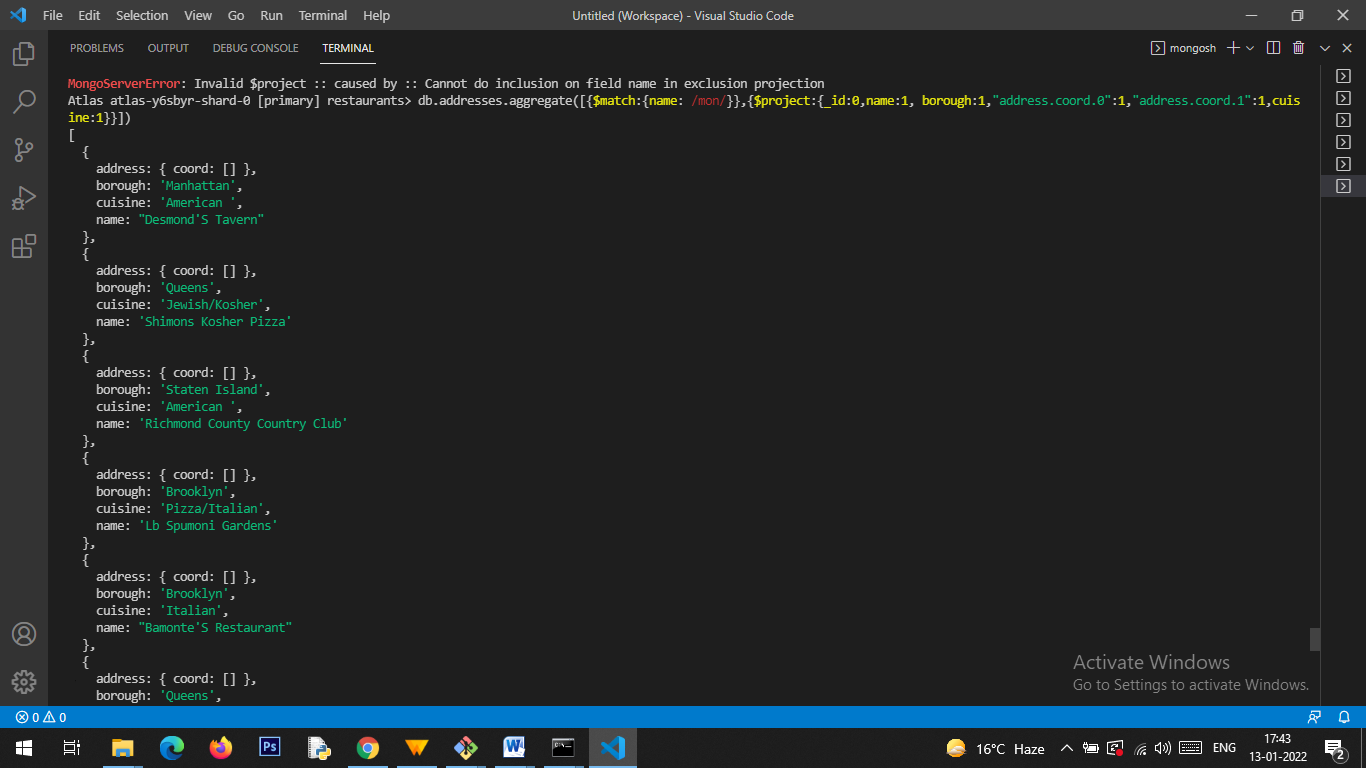 File Edit Selection View Go Run Terminal Help Untitled (Workspace) - Visual Studio Code
PROBLEMS OUTPUT DEBUG CONSOLE TERMINAL mongosh
MongoServerError: Invalid $project :: caused by :: Cannot do inclusion on field name in exclusion projection
Atlas atlas-y6sbyr-shard-0 [primary] restaurants> db.addresses.aggregate([{$match:{name: /mon/}},{$project:{_id:0,name:1, borough:1,"address.coord.0":1,"address.coord.1":1,cuis
ine:1}}])
[
{
address: { coord: [] },
borough: 'Manhattan',
cuisine: 'American ',
name: "Desmond'S Tavern"
},
{
address: { coord: [] },
borough: 'Queens',
cuisine: 'Jewish/Kosher',
name: 'Shimons Kosher Pizza'
},
{
address: { coord: [] },
borough: 'Staten Island',
cuisine: 'American ',
name: 'Richmond County Country Club'
},
{
address: { coord: [] },
borough: 'Brooklyn',
cuisine: 'Pizza/Italian',
name: 'Lb Spumoni Gardens'
},
{
address: { coord: [] },
borough: 'Brooklyn',
cuisine: 'Italian',
name: "Bamonte'S Restaurant"
},
{
address: { coord: [] },
borough: 'Queens',
Activate Windows
Go to Settings to activate Windows.
0 0
Ps
W
16°C Haze
ENG
17:43
13-01-2022
2